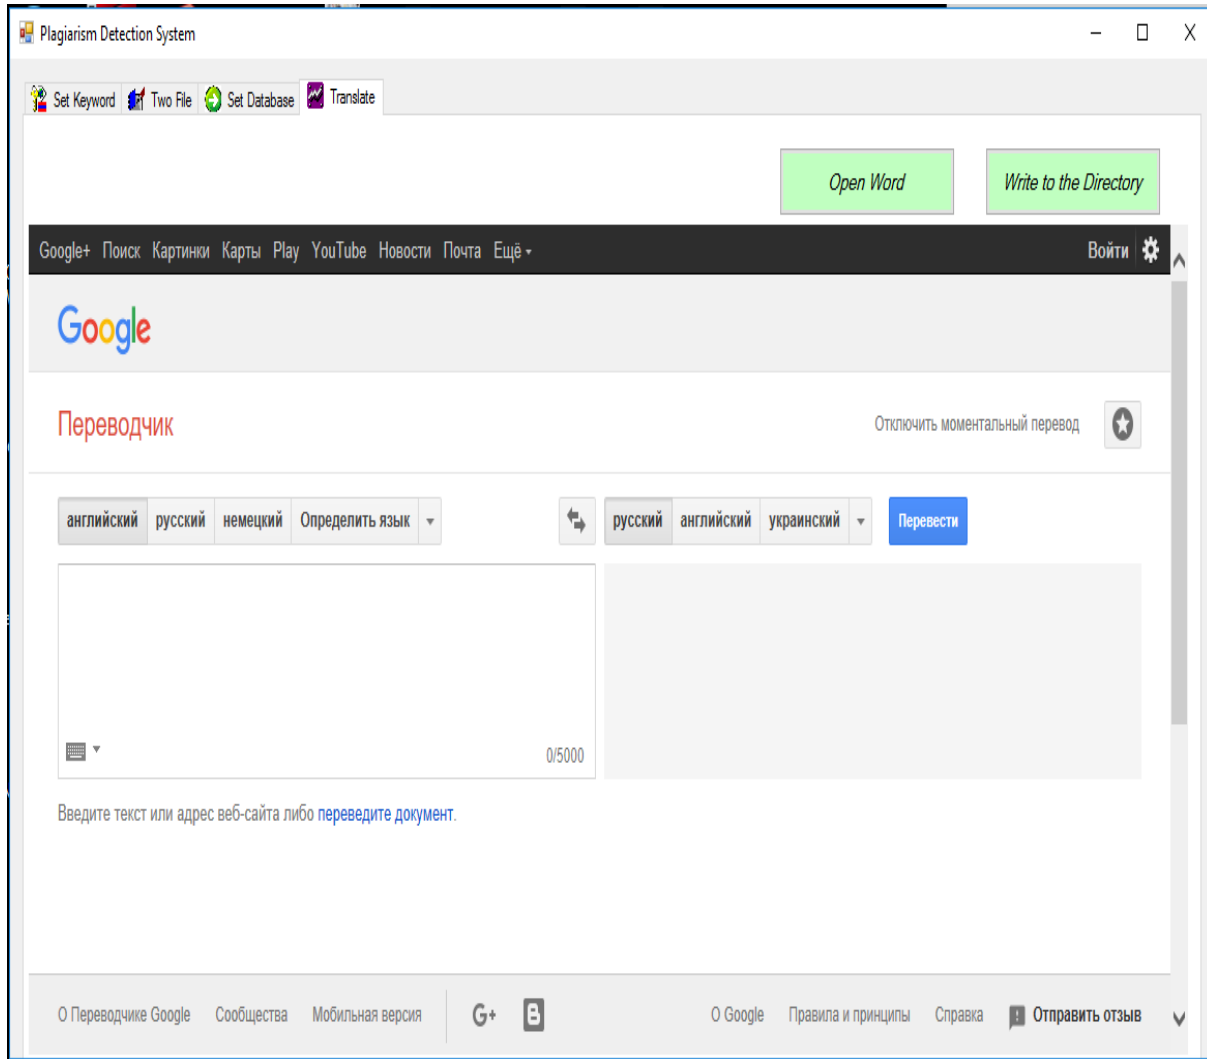 Plagiarism Detection System
Set Keyword Two File Set Database Translate
Open Word Write to the Directory
Google+ Поиск Картинки Карты Play YouTube Новости Почта Ещё Войти
Google
Переводчик Отключить моментальный перевод
английский русский немецкий Определить язык русский английский украинский Перевести
0/5000
Введите текст или адрес веб-сайта либо переведите документ.
О Переводчике Google Сообщества Мобильная версия G+ О Google Правила и принципы Справка Отправить отзыв